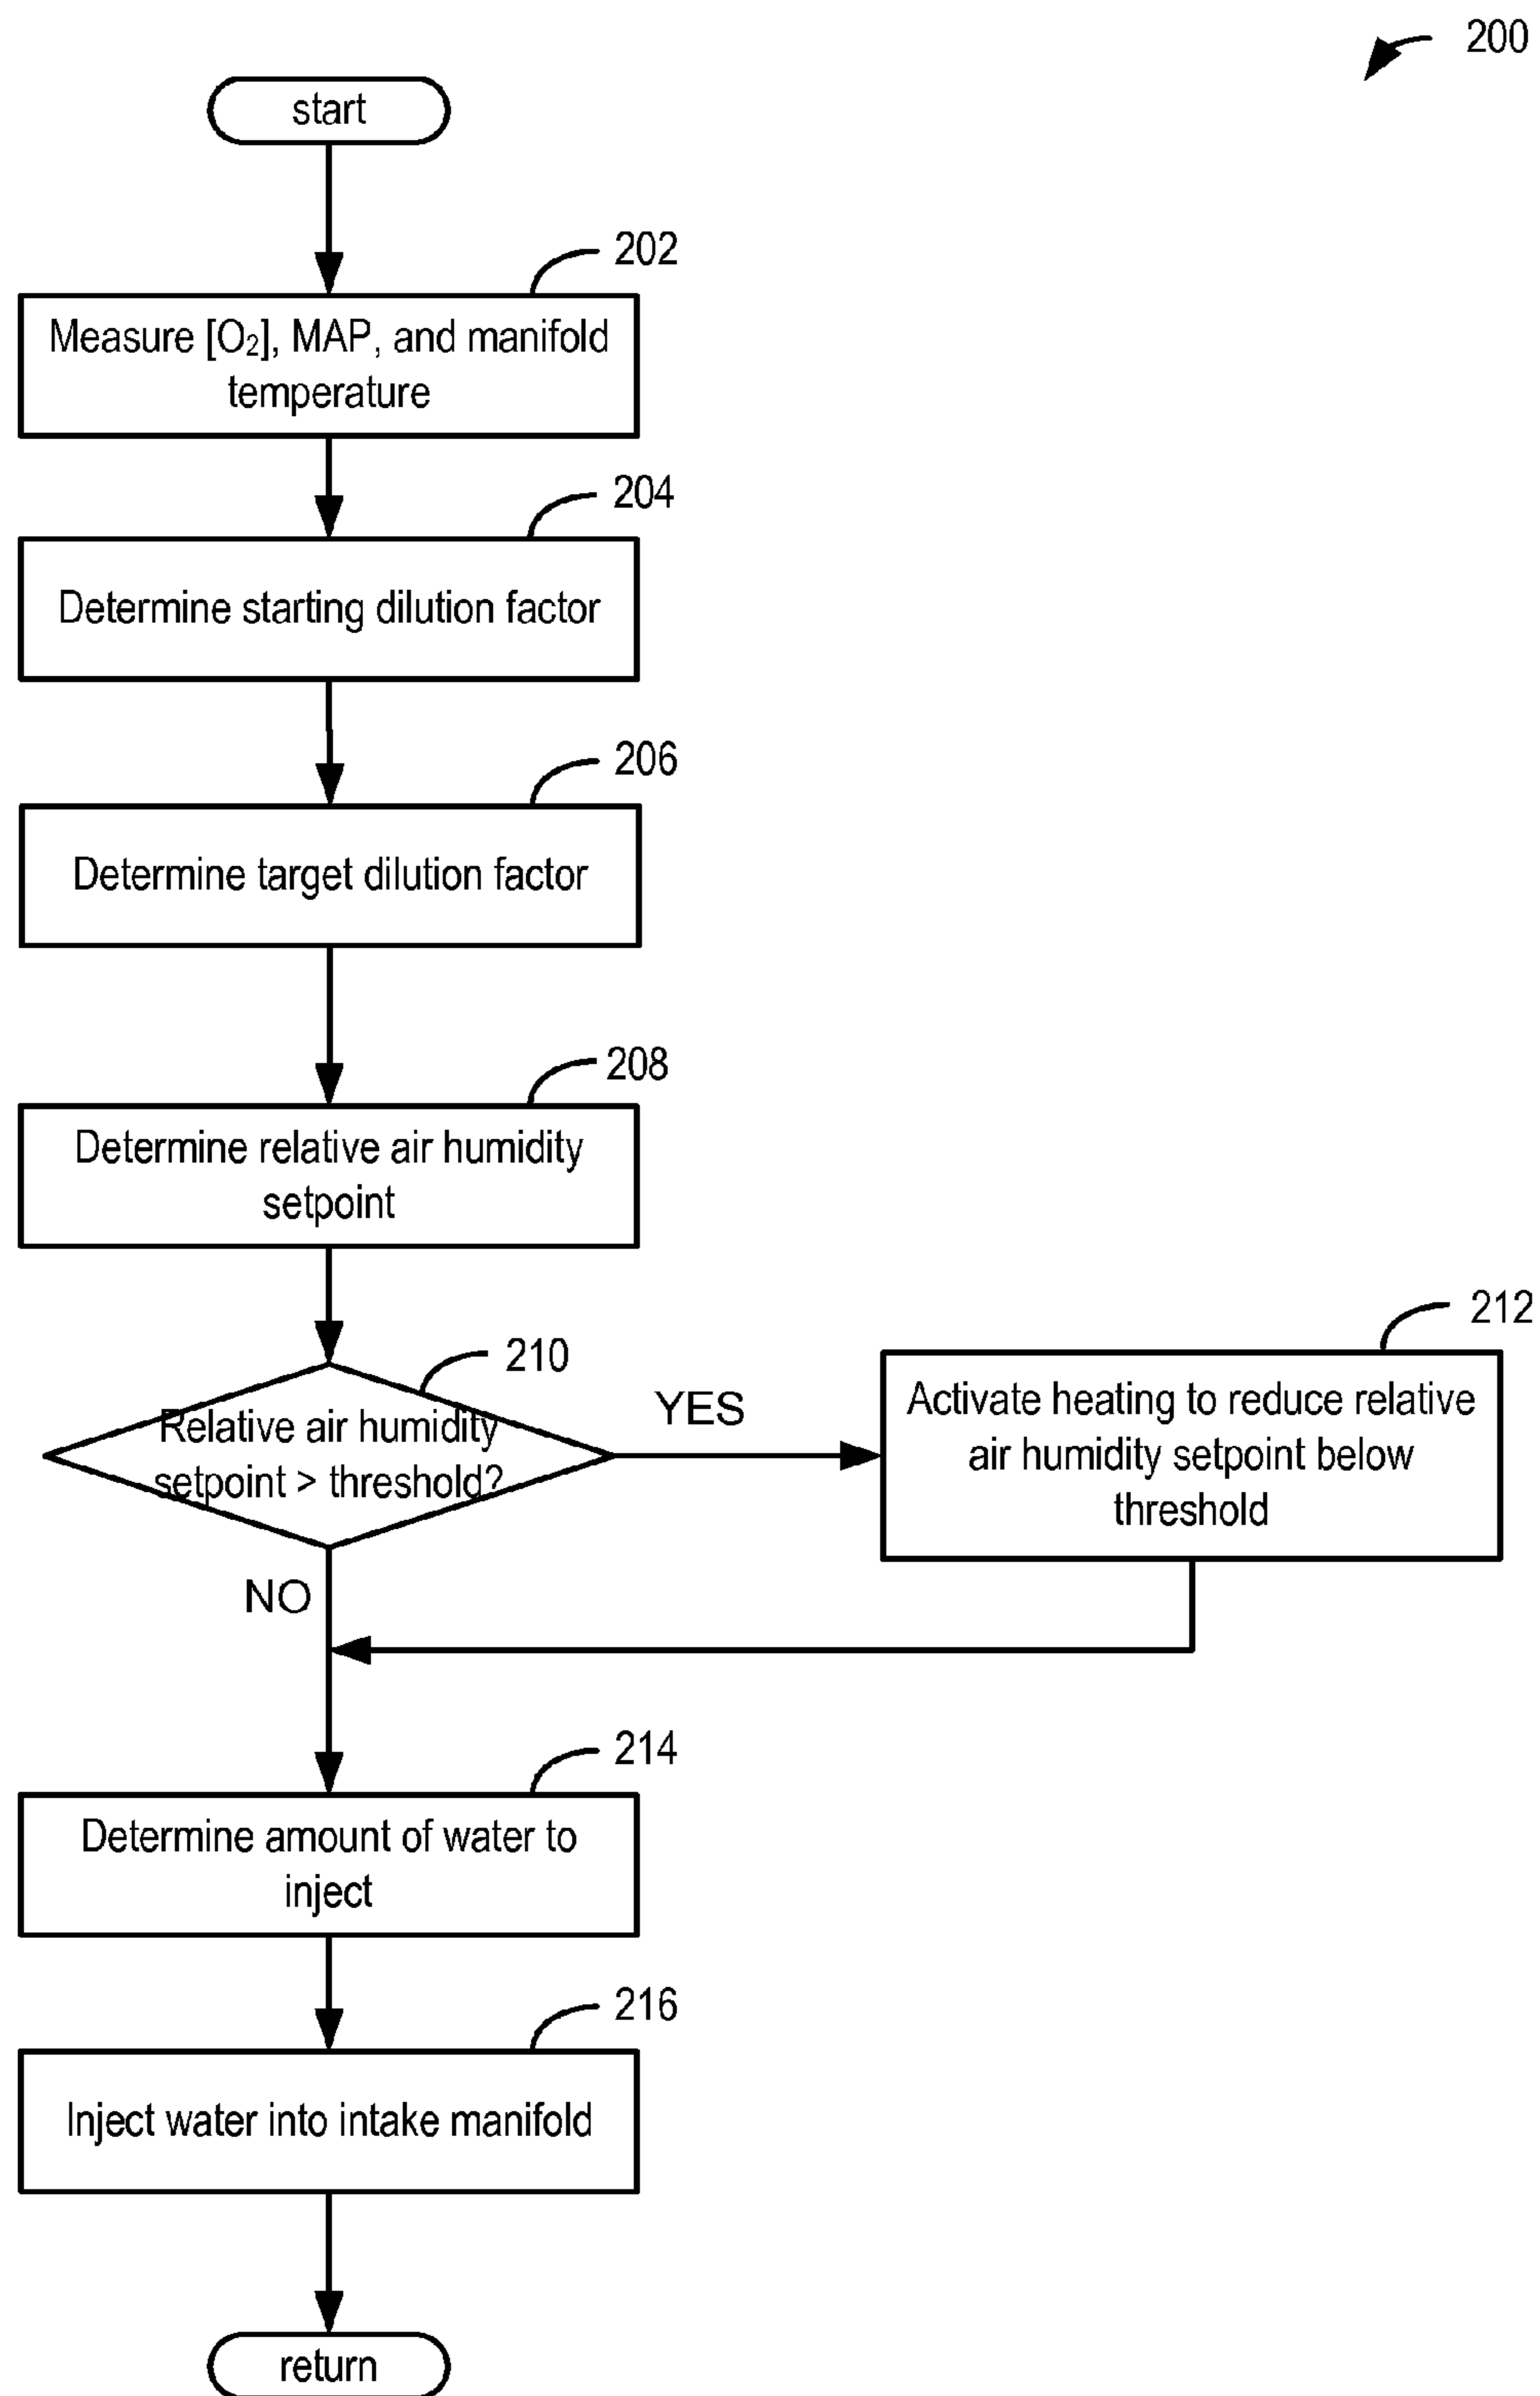 200
start
202
Measure [O₂], MAP, and manifold
temperature
204
Determine starting dilution factor
206
Determine target dilution factor
208
Determine relative air humidity
setpoint
210
Relative air humidity
setpoint > threshold?
YES
212
Activate heating to reduce relative
air humidity setpoint below
threshold
NO
214
Determine amount of water to
inject
216
Inject water into intake manifold
return